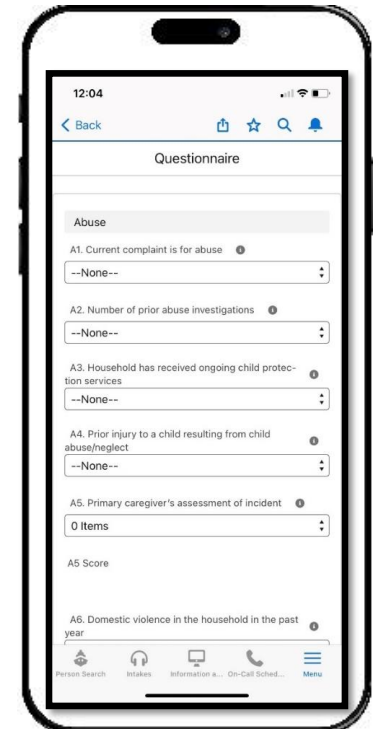 12:04
Back
Questionnaire
Abuse
A1. Current complaint is for abuse
--None--
A2. Number of prior abuse investigations
--None--
A3. Household has received ongoing child protec-
tion services
--None--
A4. Prior injury to a child resulting from child
abuse/neglect
--None--
A5. Primary caregiver's assessment of incident
0 Items
A5 Score
A6. Domestic violence in the household in the past
year
Person Search Intakes Information a... On-Call Sched... Menu